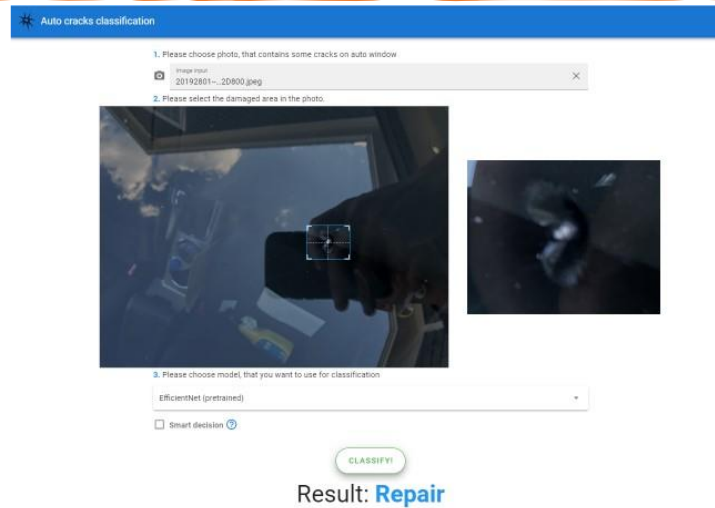 Auto cracks classification
1. Please choose photo, that contains some cracks on auto window
Image input
20192801~..2D800.jpeg
2. Please select the damaged area in the photo.
3. Please choose model, that you want to use for classification
EfficientNet (pretrained)
Smart decision
CLASSIFY!
Result: Repair